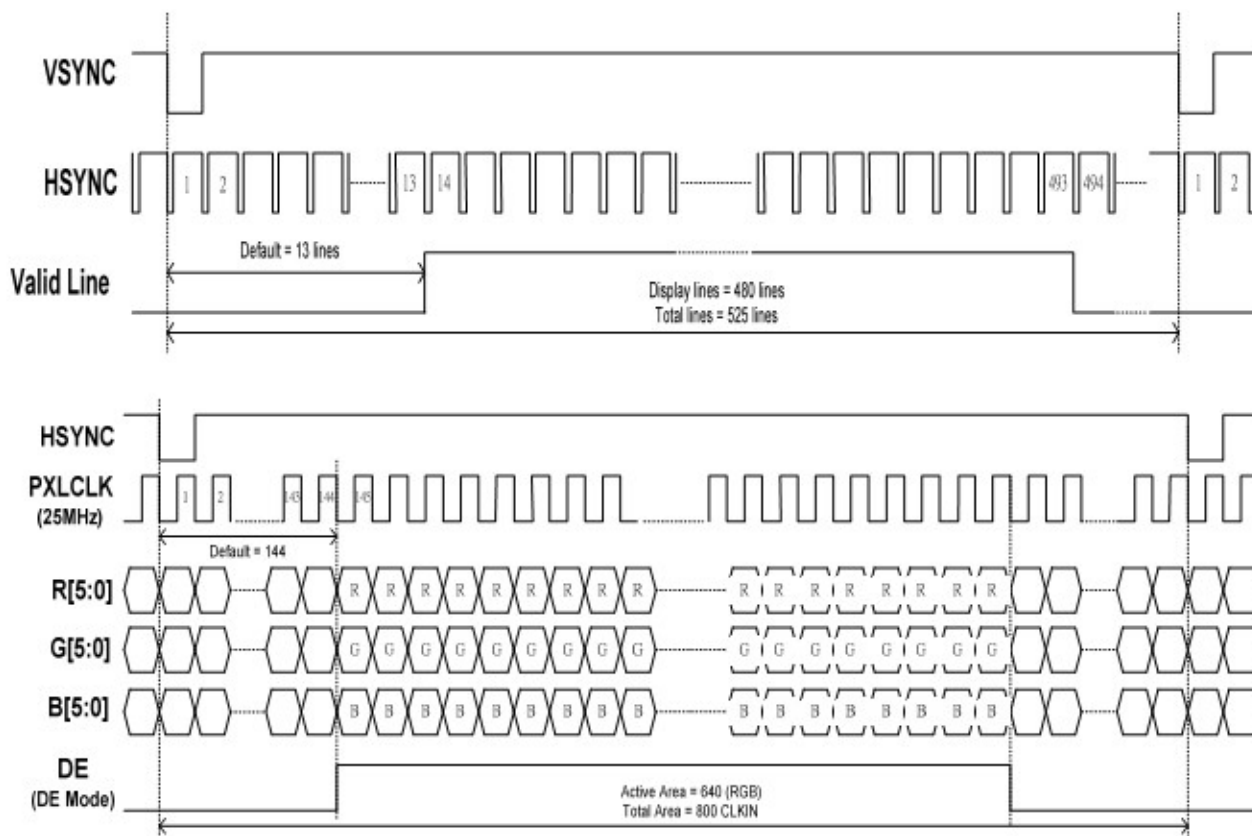 VSYNC
HSYNC
1 2 13 14 493 494 1 2
Default = 13 lines
Valid Line
Display lines = 480 lines
Total lines = 525 lines
HSYNC
PXLCLK
(25MHz)
1 2 143 144 145
Default = 144
R[5:0]
R R R R R R R R R R R R R R R R R
G[5:0]
G G G G G G G G G G G G G G G G G
B[5:0]
B B B B B B B B B B B B B B B B B
DE
(DE Mode)
Active Area = 640 (RGB)
Total Area = 800 CLKIN